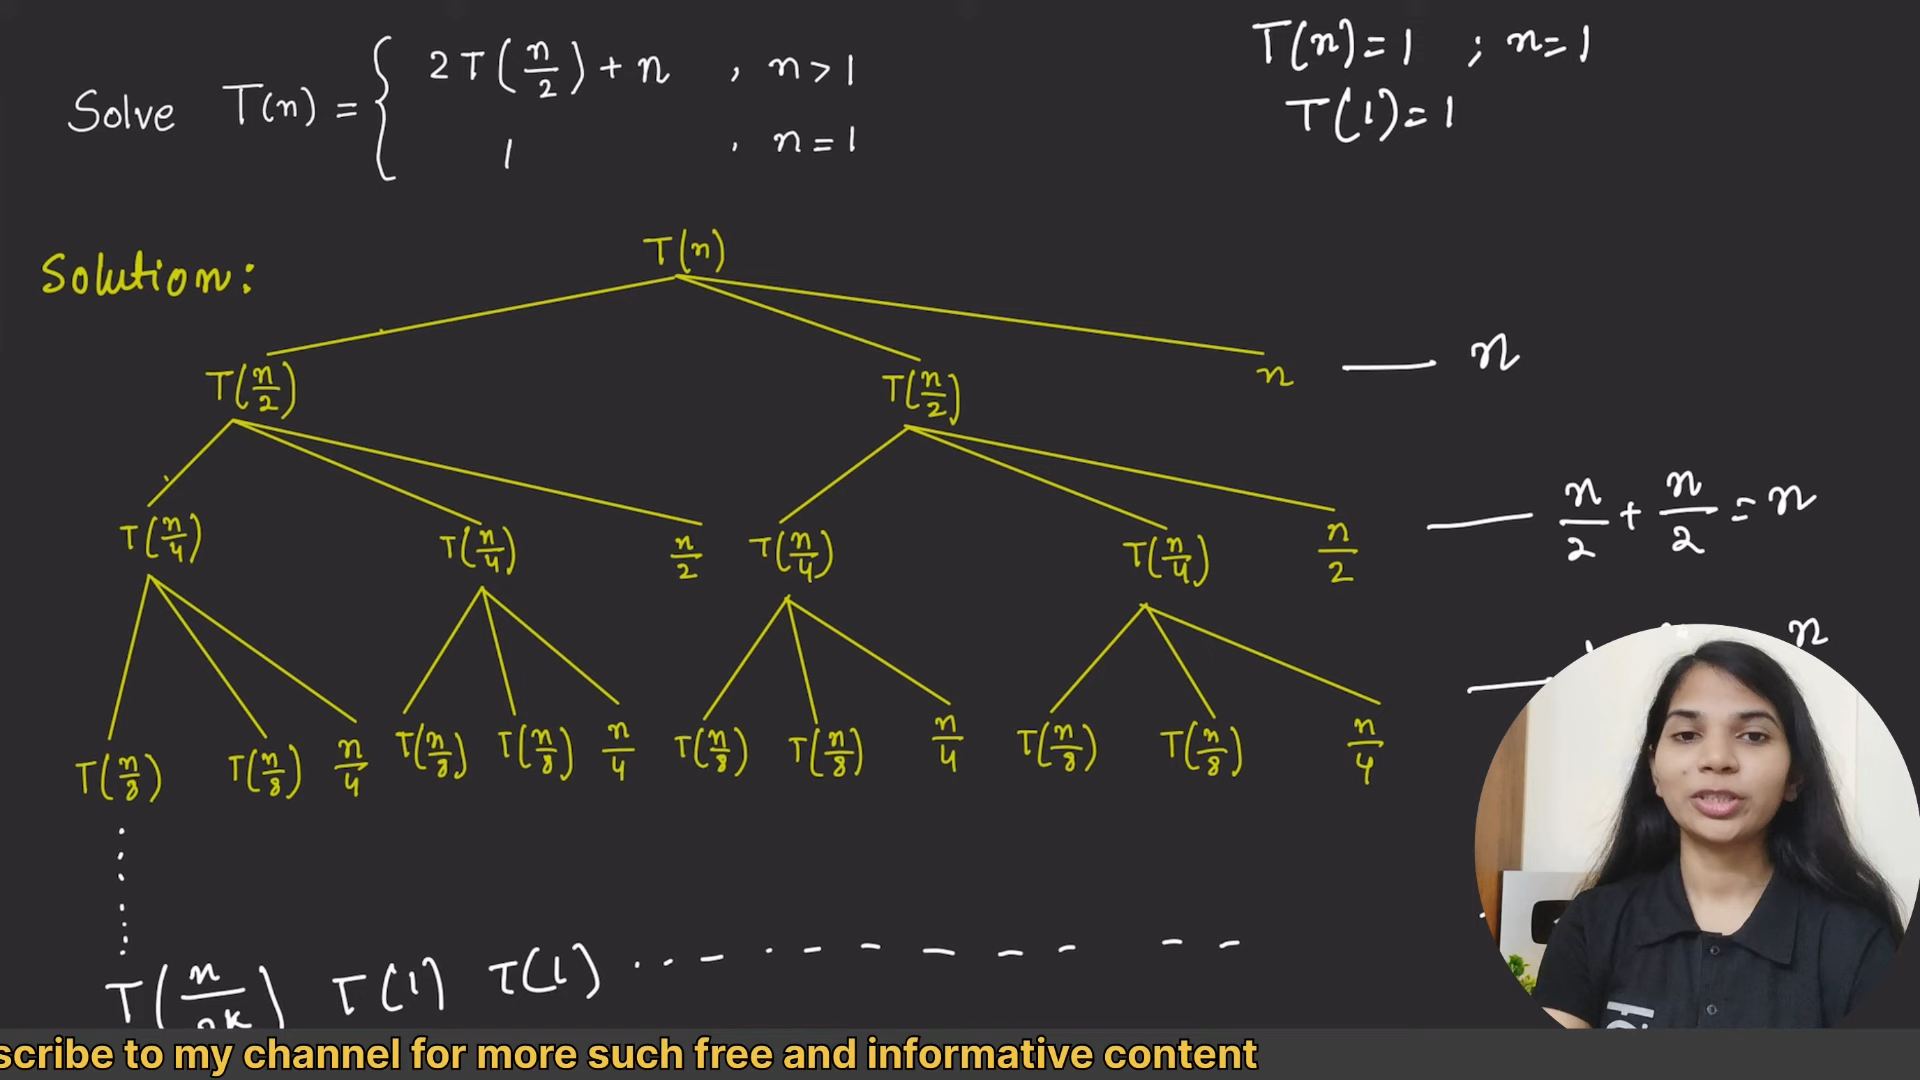 Solve T(n) = { 2T(n/2) + n , n > 1
1 , n = 1
T(n) = 1 ; n = 1
T(1) = 1
Solution:
T(n)
T(n/2) T(n/2) n — n
T(n/4) T(n/4) n/2 T(n/4) T(n/4) n/2 — n/2 + n/2 = n
T(n/8) T(n/8) n/4 T(n/8) T(n/8) n/4 T(n/8) T(n/8) n/4 T(n/8) T(n/8) n/4 — n
T(n/2k) T(1) T(1) ... - . - - - - - - -
scribe to my channel for more such free and informative content